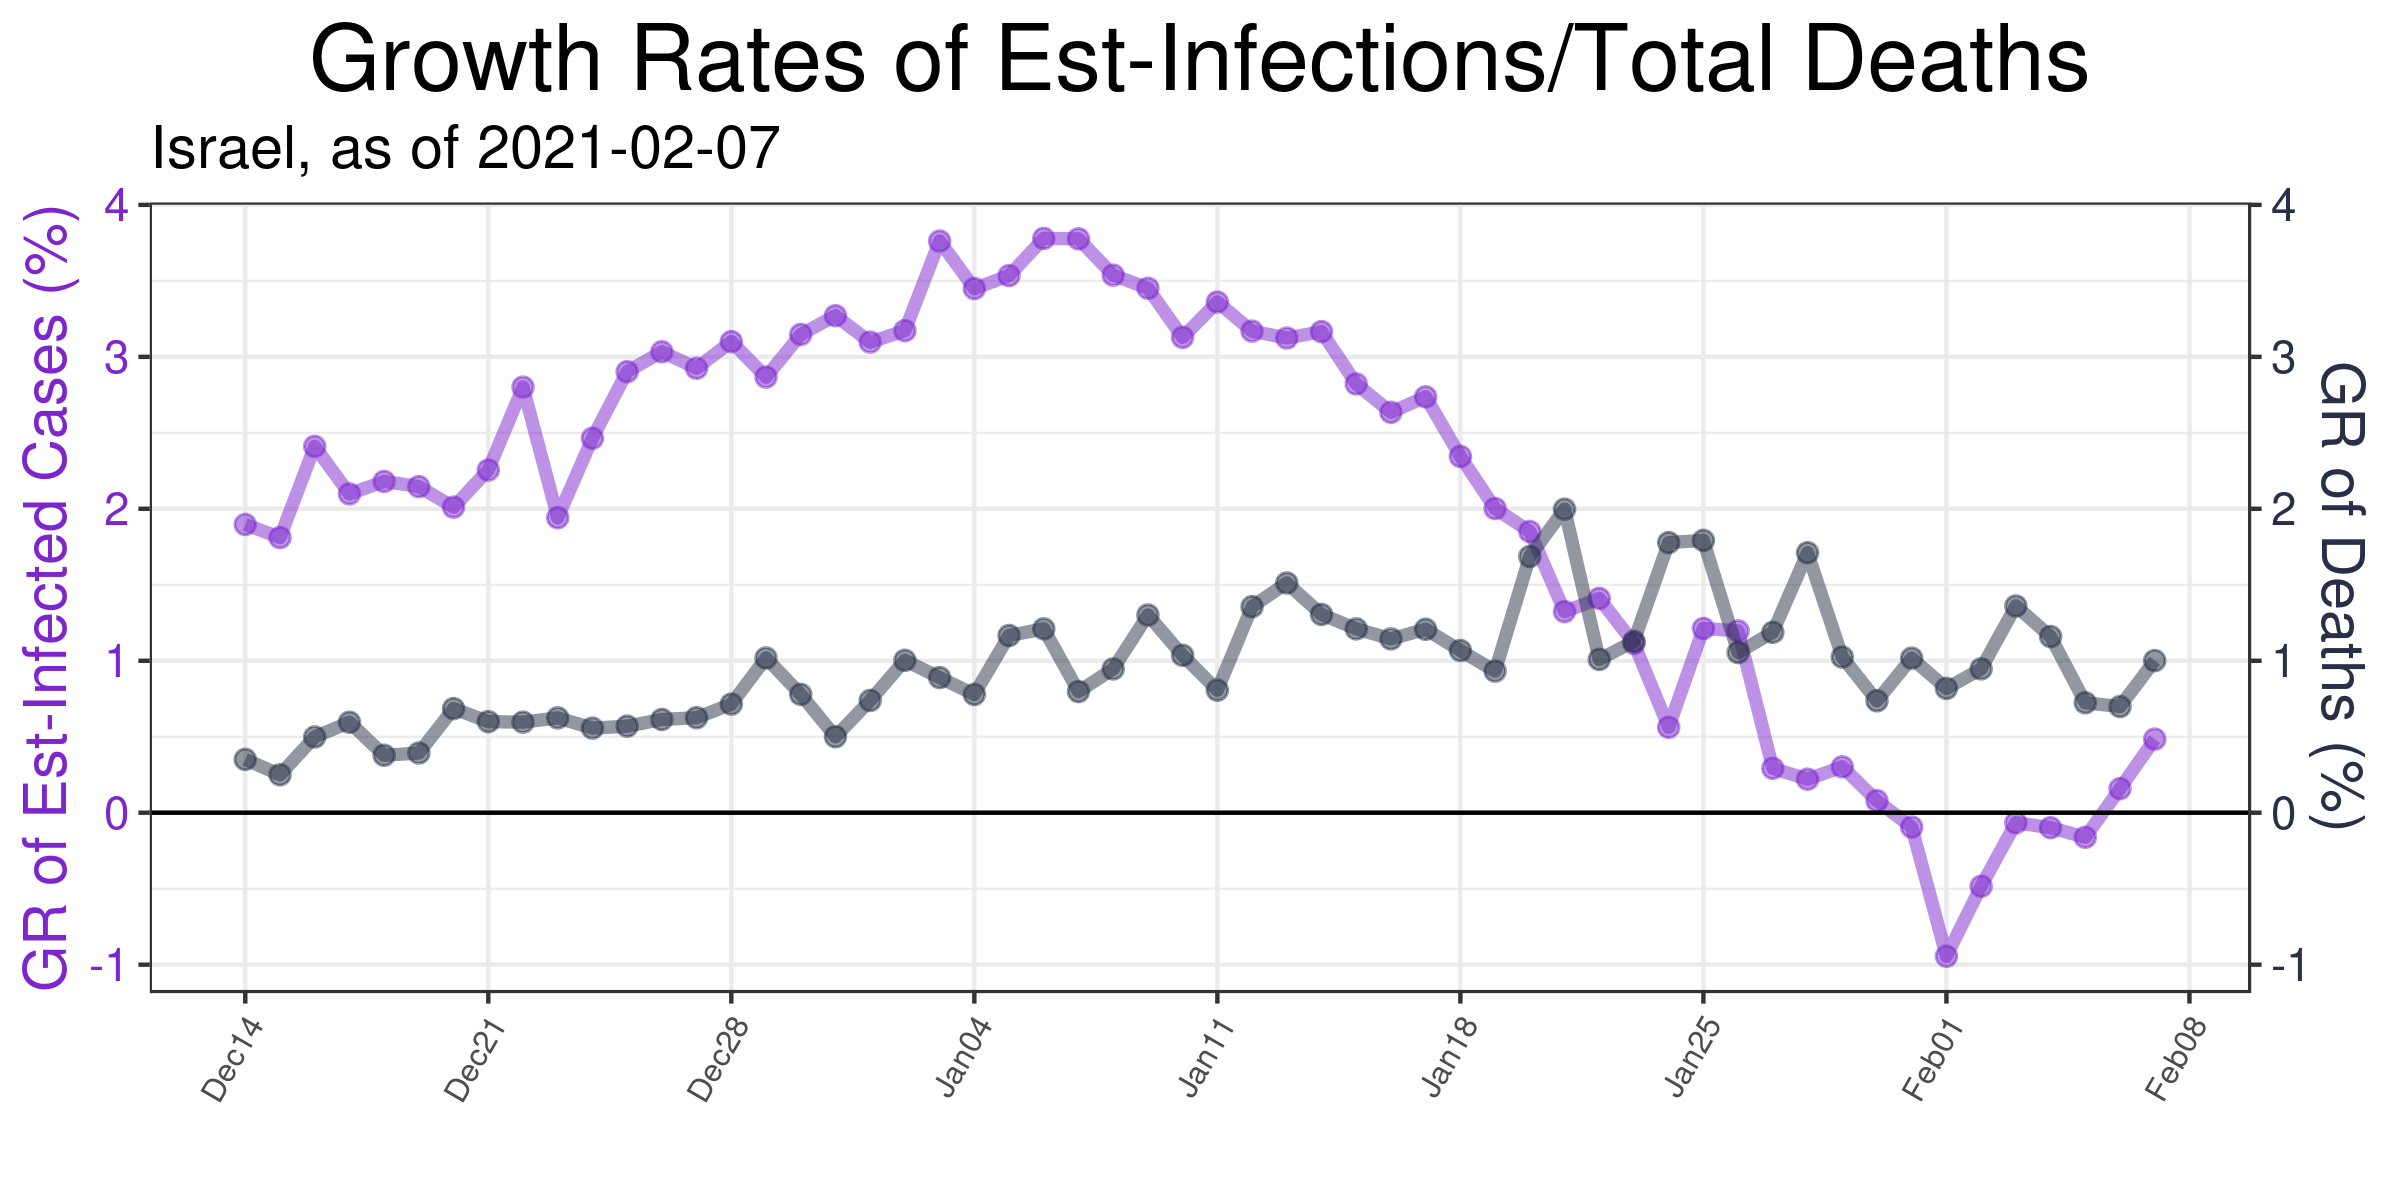 Growth Rates of Est-Infections/Total Deaths
Israel, as of 2021-02-07
GR of Est-Infected Cases (%)
4
3
2
1
0
-1
4
3
2
1
0
-1
GR of Deaths (%)
Dec14
Dec21
Dec28
Jan04
Jan11
Jan18
Jan25
Feb01
Feb08